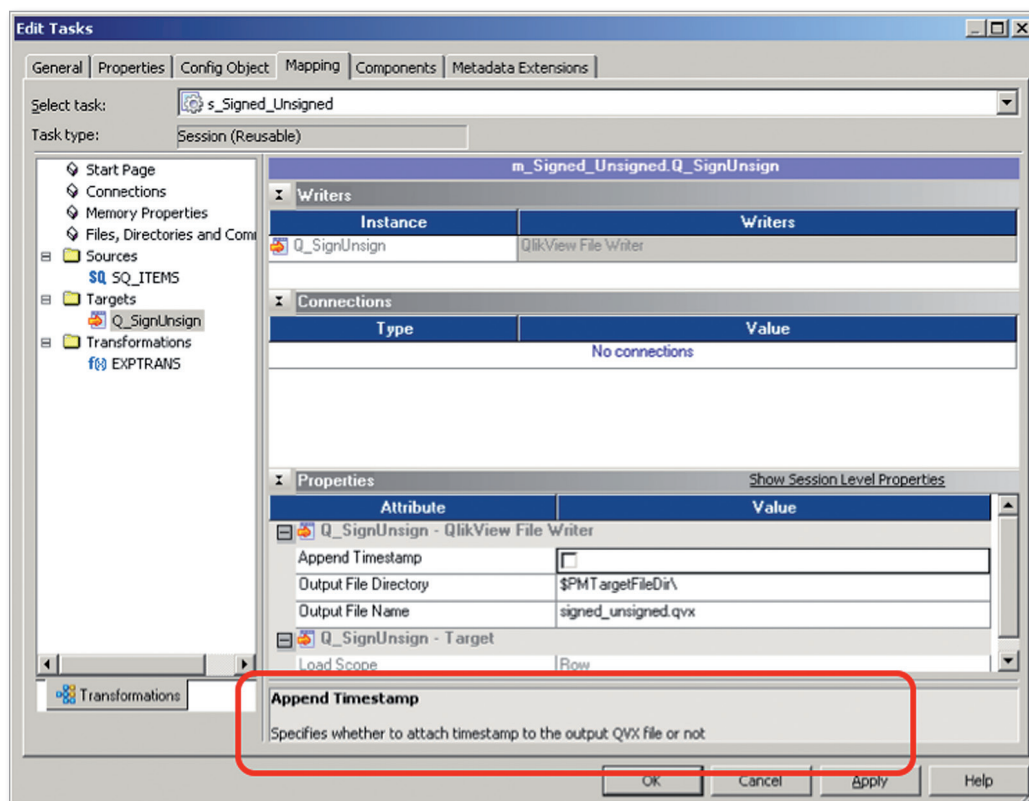 Edit Tasks
General Properties Config Object Mapping Components Metadata Extensions
Select task: s_Signed_Unsigned
Task type: Session (Reusable)
Start Page
Connections
Memory Properties
Files, Directories and Com
Sources
SQ SQ_ITEMS
Targets
Q_SignUnsign
Transformations
f(x) EXPTRANS
Transformations
m_Signed_Unsigned.Q_SignUnsign
Writers
Instance Writers
Q_SignUnsign QlikView File Writer
Connections
Type Value
No connections
Properties Show Session Level Properties
Attribute Value
Q_SignUnsign - QlikView File Writer
Append Timestamp
Output File Directory $PMTargetFileDir\
Output File Name signed_unsigned.qvx
Q_SignUnsign - Target
Load Scope Row
Append Timestamp
Specifies whether to attach timestamp to the output QVX file or not
OK Cancel Apply Help